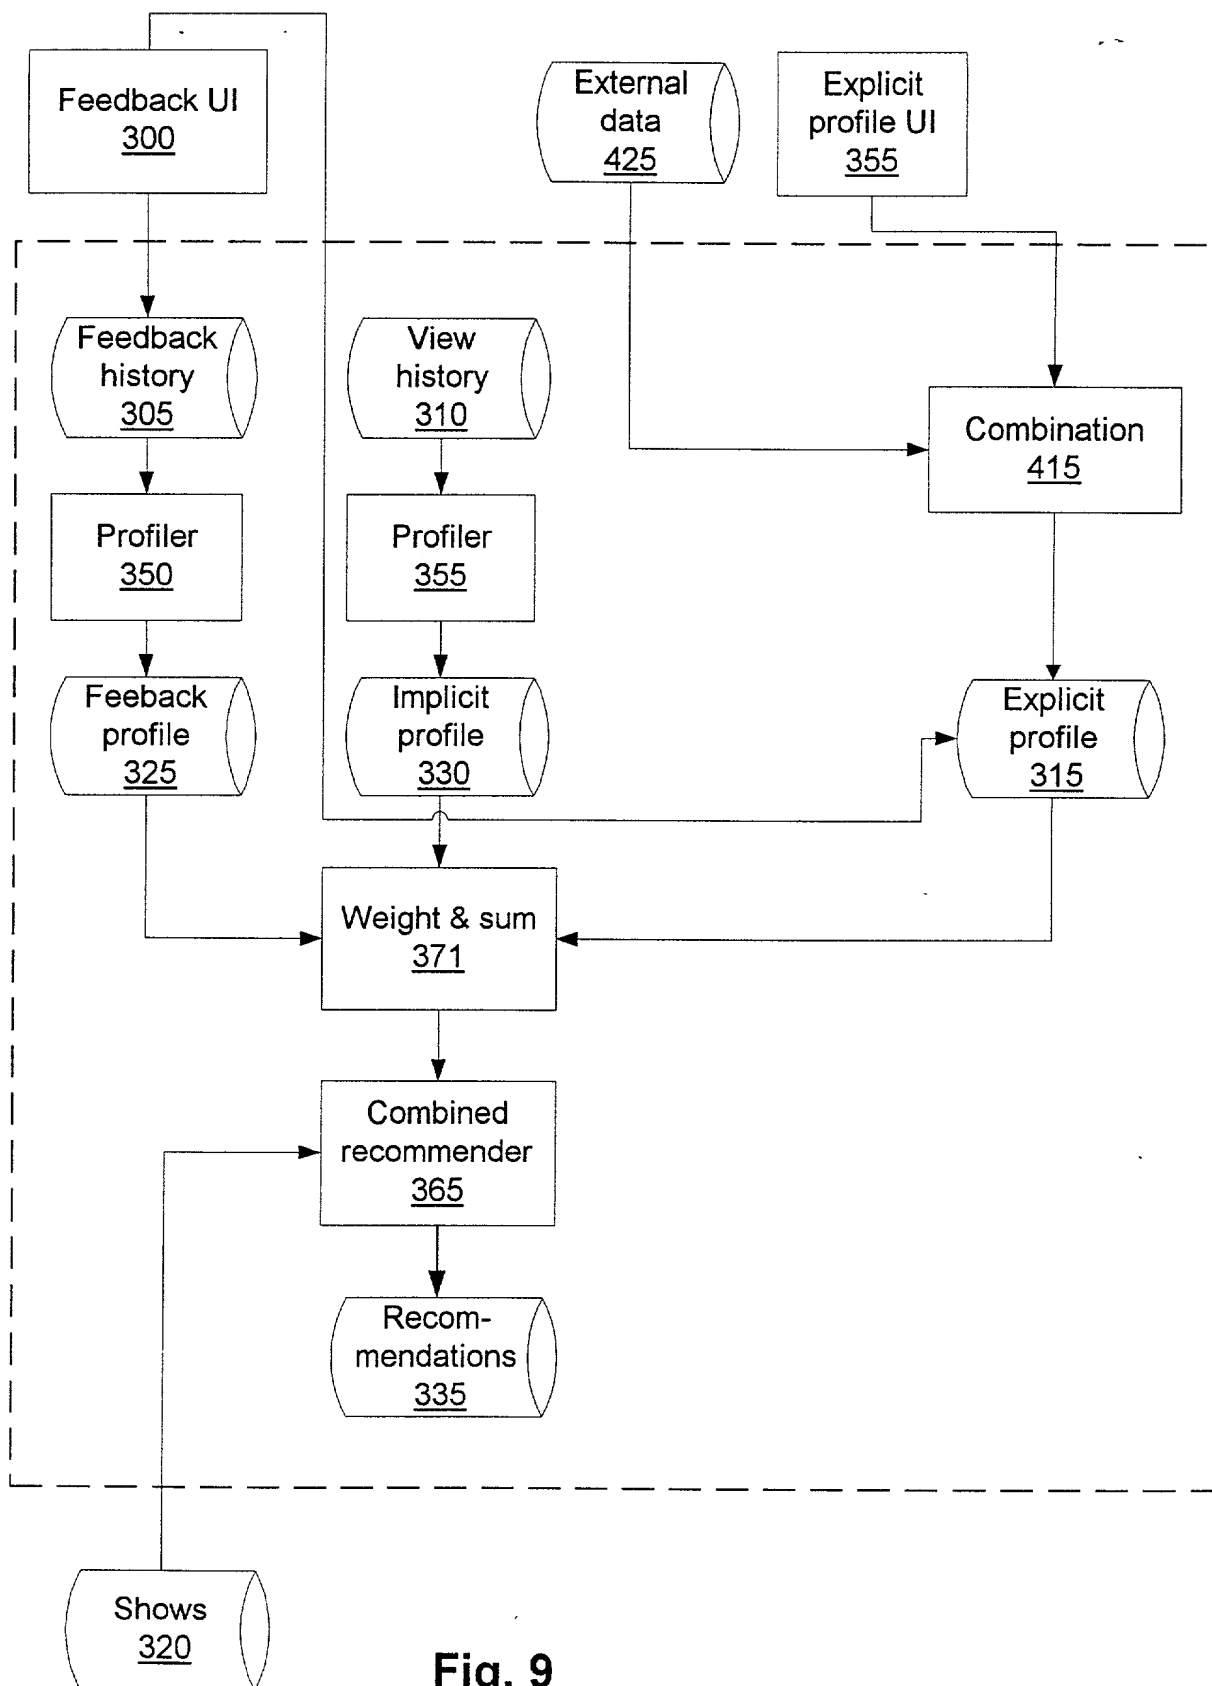 Feedback UI
300
External
data
425
Explicit
profile UI
355
Feedback
history
305
View
history
310
Combination
415
Profiler
350
Profiler
355
Feeback
profile
325
Implicit
profile
330
Explicit
profile
315
Weight & sum
371
Combined
recommender
365
Recom-
mendations
335
Shows
320
Fig. 9